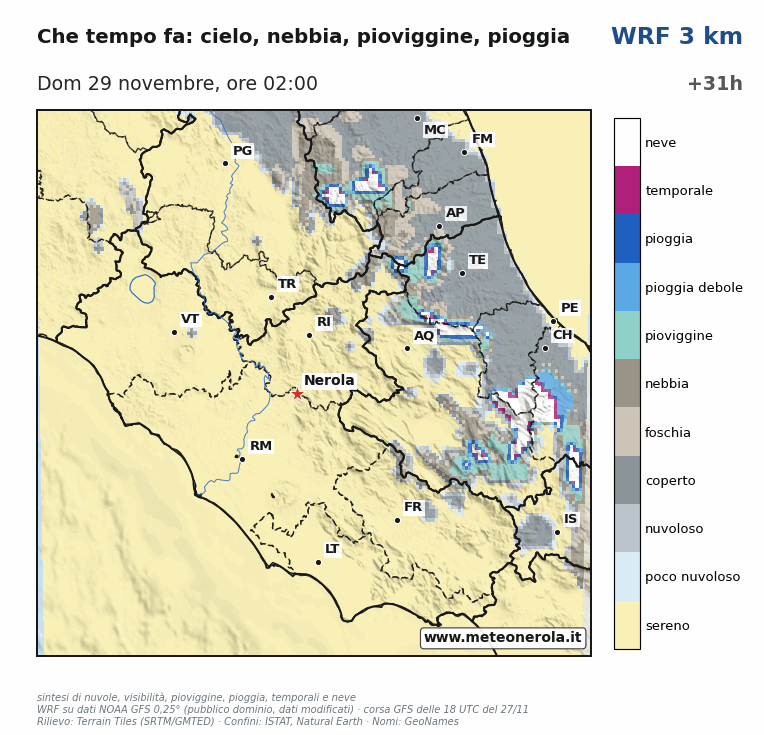 Che tempo fa: cielo, nebbia, pioviggine, pioggia
WRF 3 km
Dom 29 novembre, ore 02:00
+31h
MC
FM
PG
AP
TE
TR
PE
VT
RI
AQ
CH
Nerola
RM
FR
IS
LT
www.meteonerola.it
neve
temporale
pioggia
pioggia debole
pioviggine
nebbia
foschia
coperto
nuvoloso
poco nuvoloso
sereno
sintesi di nuvole, visibilità, pioviggine, pioggia, temporali e neve
WRF su dati NOAA GFS 0,25° (pubblico dominio, dati modificati) · corsa GFS delle 18 UTC del 27/11
Rilievo: Terrain Tiles (SRTM/GMTED) · Confini: ISTAT, Natural Earth · Nomi: GeoNames